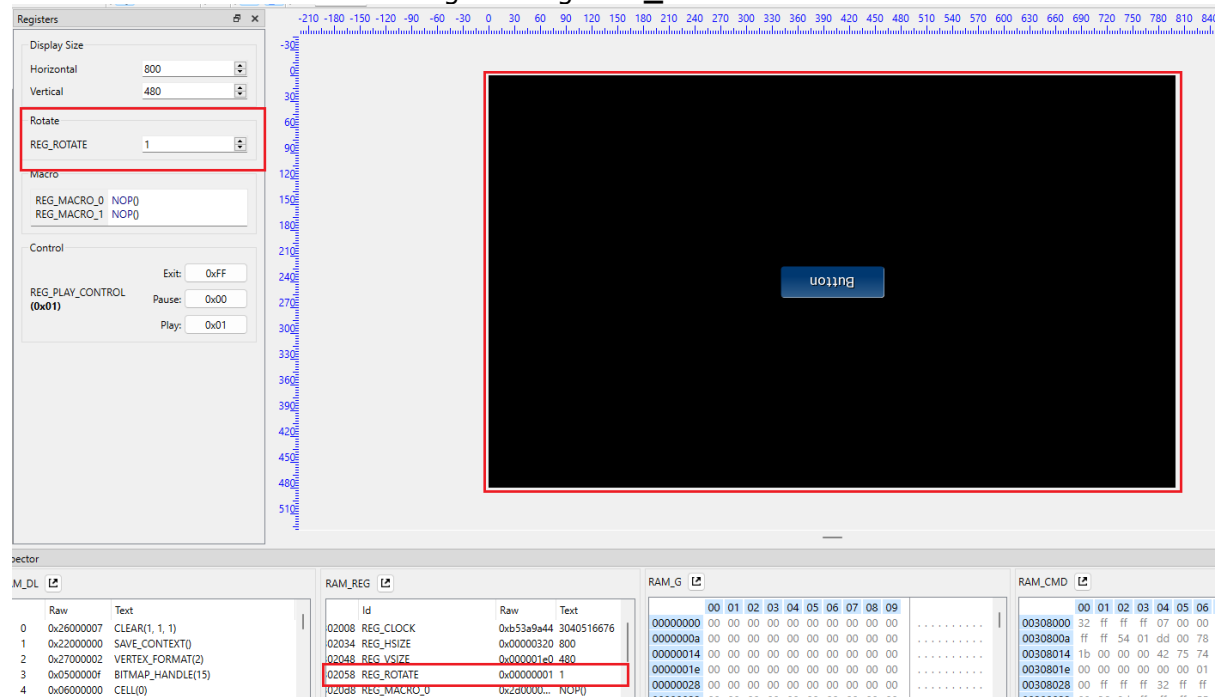 Registers
-210 -180 -150 -120 -90 -60 -30 0 30 60 90 120 150 180 210 240 270 300 330 360 390 420 450 480 510 540 570 600 630 660 690 720 750 780 810 840
Display Size
Horizontal 800
Vertical 480
Rotate
REG_ROTATE 1
Macro
REG_MACRO_0 NOP()
REG_MACRO_1 NOP()
Control
Exit: 0xFF
REG_PLAY_CONTROL
(0x01)
Pause: 0x00
Play: 0x01
-30
0
30
60
90
120
150
180
210
240
270
300
330
360
390
420
450
480
510
Button
pector
M_DL
Raw Text
0 0x26000007 CLEAR(1, 1, 1)
1 0x22000000 SAVE_CONTEXT()
2 0x27000002 VERTEX_FORMAT(2)
3 0x0500000f BITMAP_HANDLE(15)
4 0x06000000 CELL(0)
RAM_REG
Id Raw Text
02008 REG_CLOCK 0xb53a9a44 3040516676
02034 REG_HSIZE 0x00000320 800
02048 REG_VSIZE 0x000001e0 480
02058 REG_ROTATE 0x00000001 1
020d8 REG_MACRO_0 0x2d0000... NOP()
RAM_G
00 01 02 03 04 05 06 07 08 09
00000000 00 00 00 00 00 00 00 00 00 00 . . . . . . . . . .
0000000a 00 00 00 00 00 00 00 00 00 00 . . . . . . . . . .
00000014 00 00 00 00 00 00 00 00 00 00 . . . . . . . . . .
0000001e 00 00 00 00 00 00 00 00 00 00 . . . . . . . . . .
00000028 00 00 00 00 00 00 00 00 00 00 . . . . . . . . . .
RAM_CMD
00 01 02 03 04 05 06
00308000 32 ff ff ff 07 00 00
0030800a ff ff 54 01 dd 00 78
00308014 1b 00 00 00 42 75 74
0030801e 00 00 00 00 00 00 01
00308028 00 ff ff ff 32 ff ff